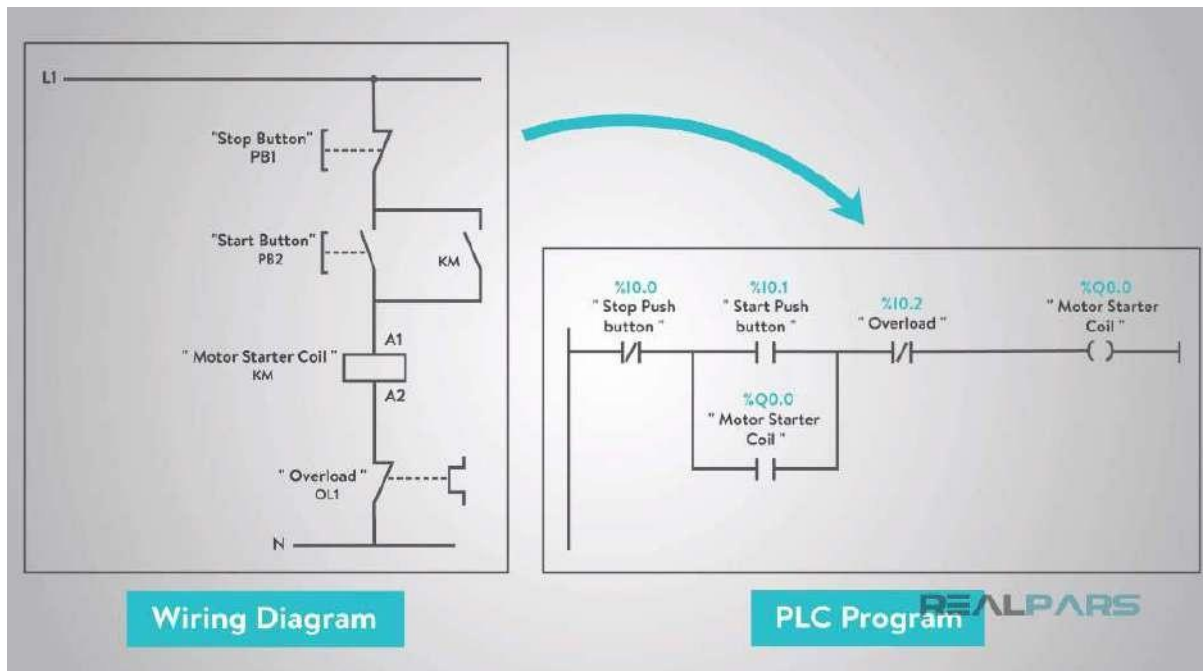 L1
"Stop Button"
PB1
"Start Button"
PB2
KM
A1
" Motor Starter Coil "
KM
A2
" Overload "
OL1
N
Wiring Diagram
%I0.0
" Stop Push
button "
%I0.1
" Start Push
button "
%I0.2
" Overload "
%Q0.0
" Motor Starter
Coil "
%Q0.0
" Motor Starter
Coil "
PLC Program
REALPARS